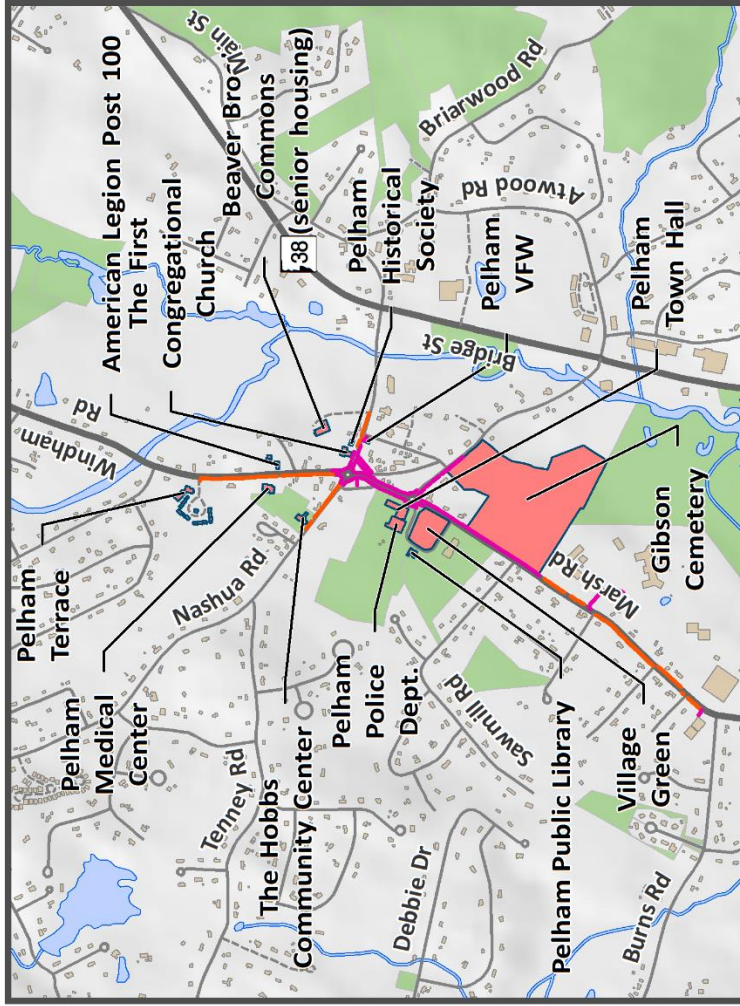 Pelham
Terrace
Windham
Rd
American Legion Post 100
The First
Congregational
Church
Beaver Bro
Main St
Commons
(senior housing)
38
Pelham
Medical
Center
Nashua Rd
Tenney Rd
The Hobbs
Community Center
Pelham
Police
Dept.
Pelham
Historical
Society
Briarwood Rd
Atwood Rd
Pelham
VFW
Bridge St
Debbie Dr
Sawmill Rd
Pelham Public Library
Village
Green
Marsh Rd
Pelham
Town Hall
Gibson
Cemetery
Burns Rd